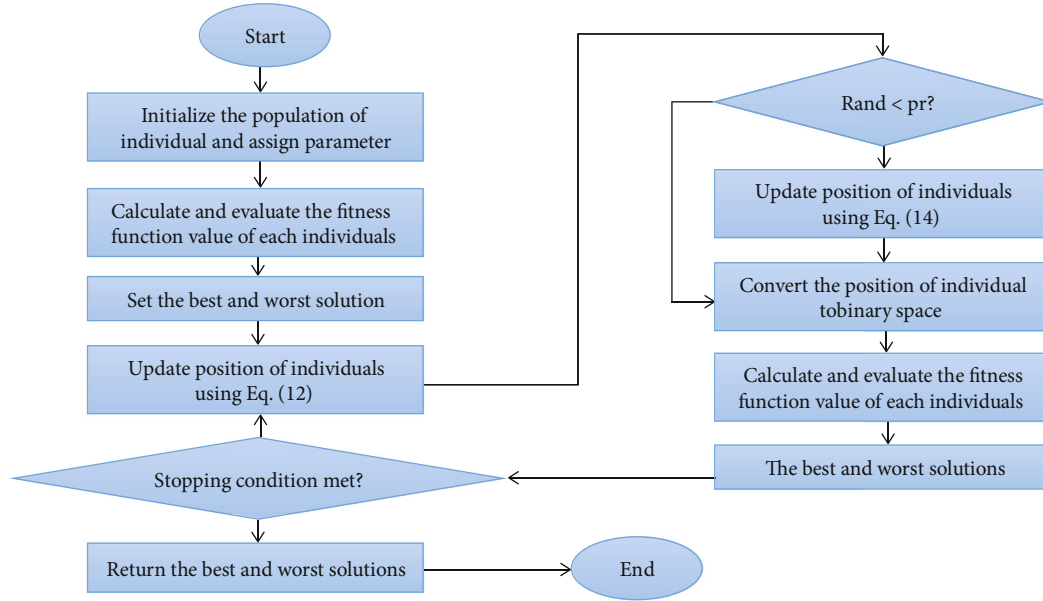 Start
Initialize the population of
individual and assign parameter
Calculate and evaluate the fitness
function value of each individuals
Set the best and worst solution
Update position of individuals
using Eq. (12)
Stopping condition met?
Return the best and worst solutions
End
Rand < pr?
Update position of individuals
using Eq. (14)
Convert the position of individual
tobinary space
Calculate and evaluate the fitness
function value of each individuals
The best and worst solutions